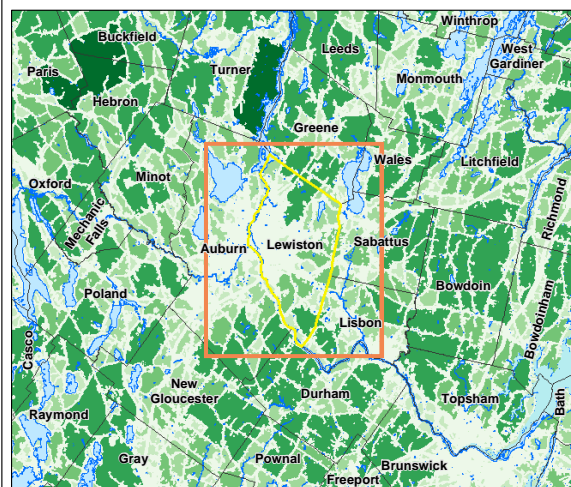 Winthrop
Buckfield
Leeds
West
Gardiner
Paris
Turner
Monmouth
Hebron
Greene
Wales
Litchfield
Oxford
Minot
Mechanic
Falls
Richmond
Auburn
Lewiston
Sabattus
Poland
Bowdoin
Bowdoinham
Lisbon
Casco
New
Gloucester
Durham
Topsham
Bath
Raymond
Gray
Pownal
Brunswick
Freeport